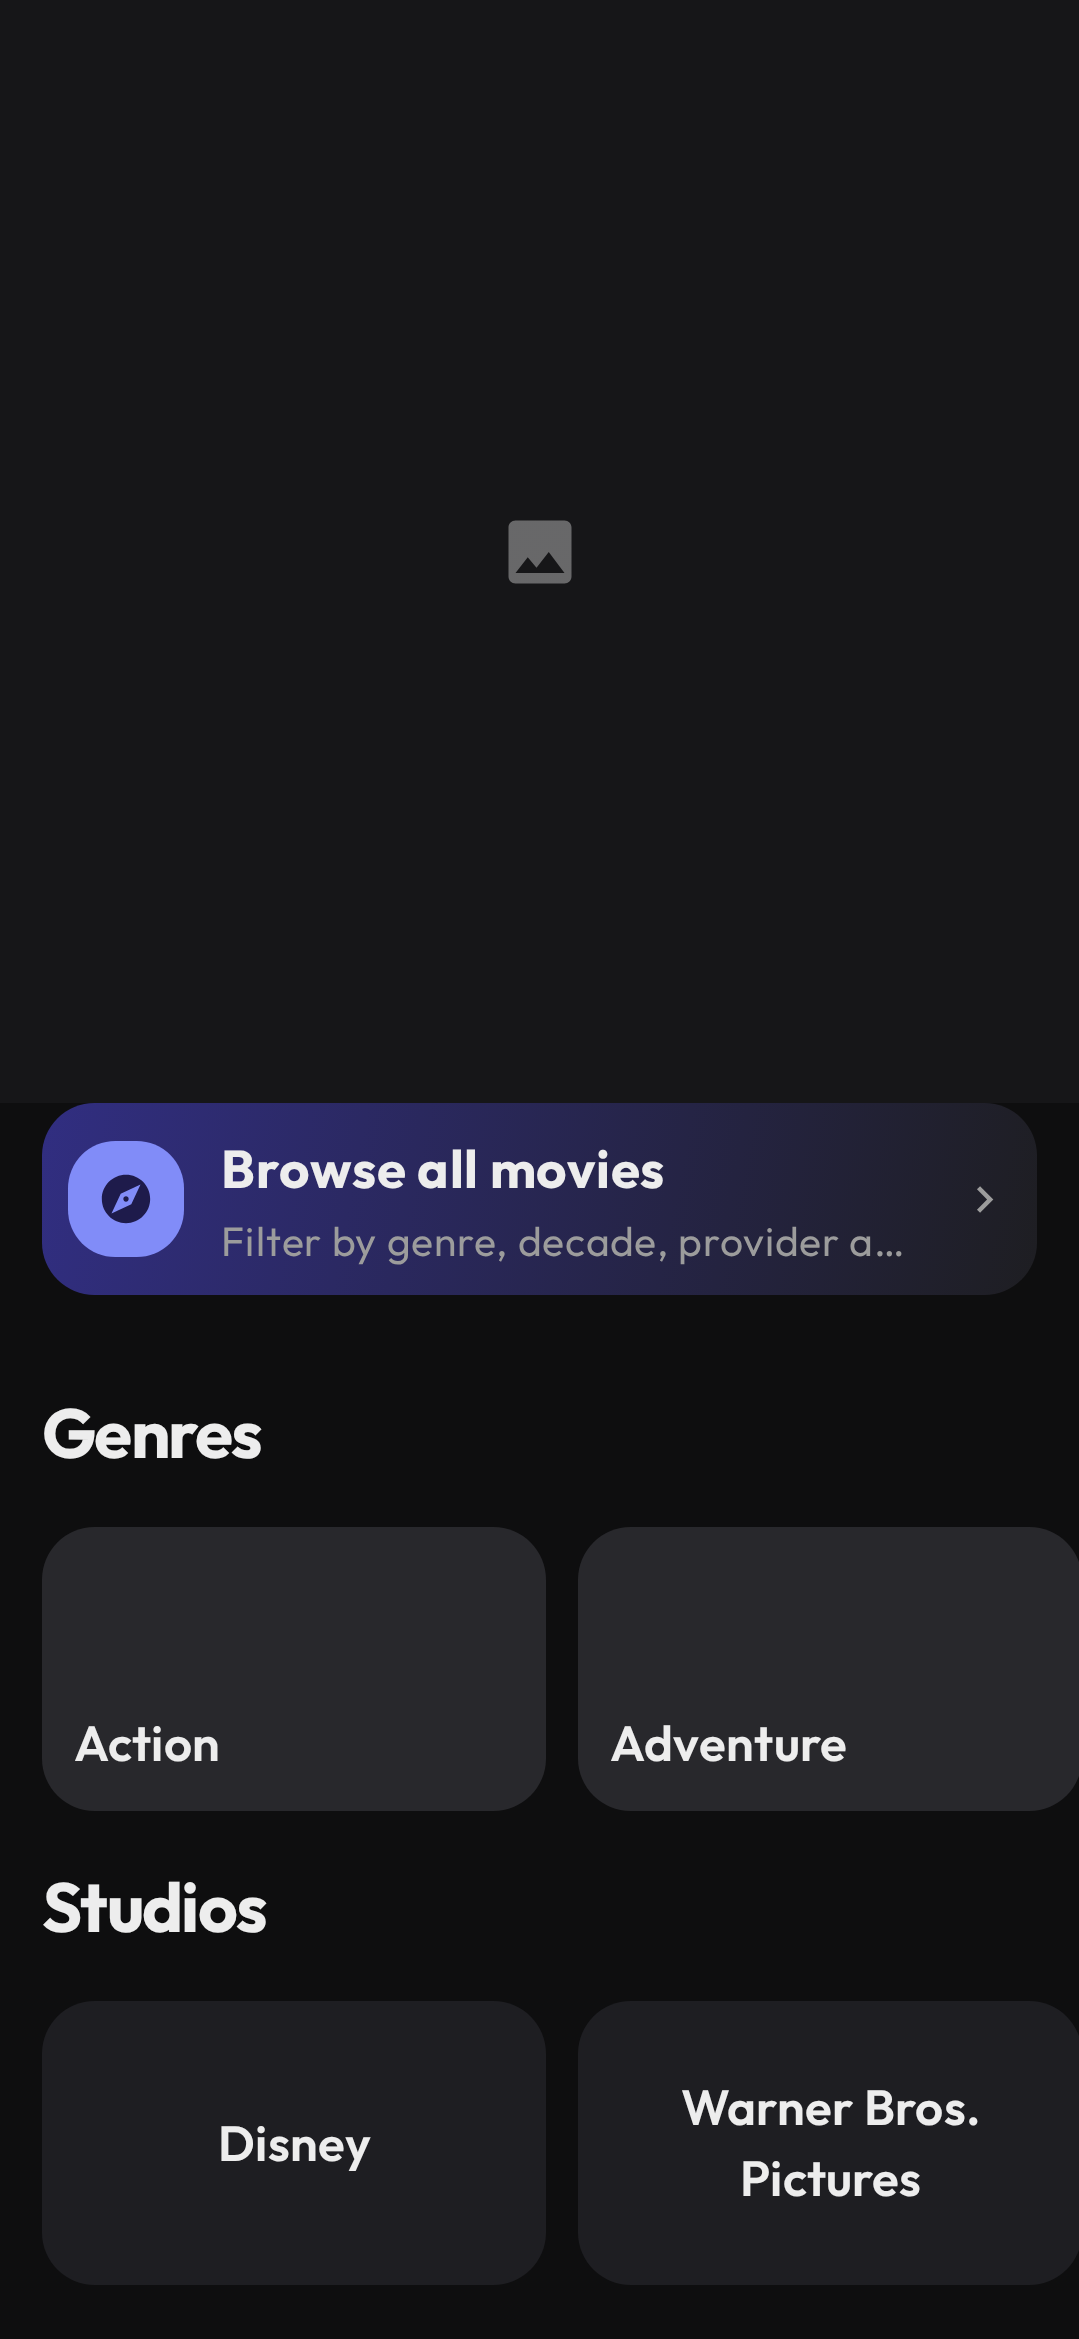 Browse all movies
Filter by genre, decade, provider a...
Genres
Action
Adventure
Studios
Disney
Warner Bros.
Pictures